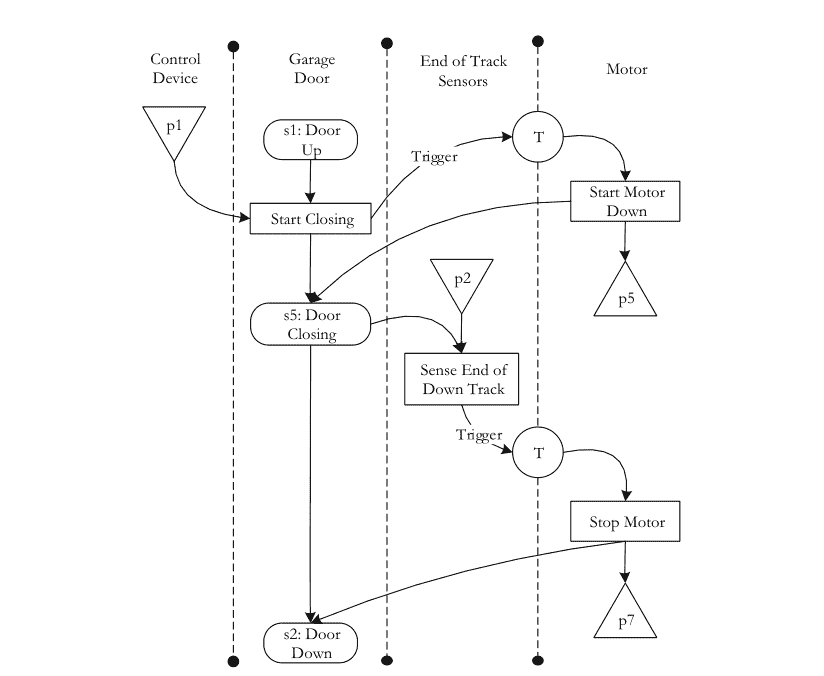 Control
Device
Garage
Door
End of Track
Sensors
Motor
p1
s1: Door
Up
T
Trigger
Start Closing
Start Motor
Down
p2
p5
s5: Door
Closing
Sense End of
Down Track
Trigger
T
Stop Motor
p7
s2: Door
Down